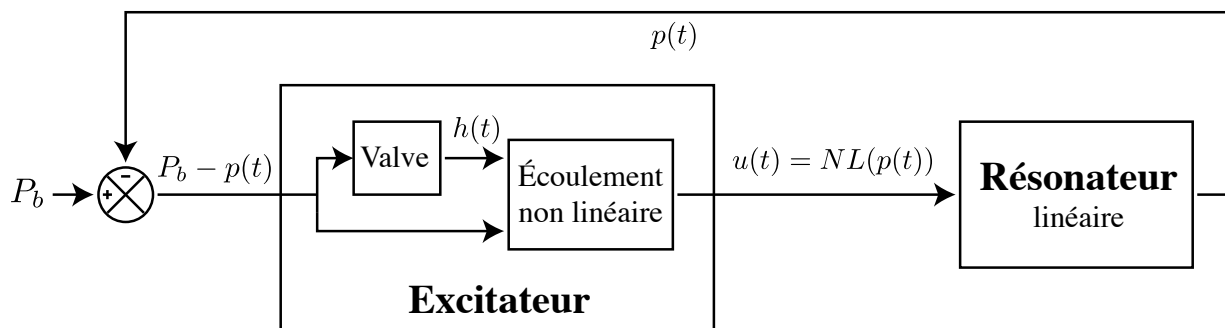 p(t)
P_b
+
-
P_b − p(t)
Valve
h(t)
Écoulement
non linéaire
u(t) = NL(p(t))
Résonateur
linéaire
Excitateur